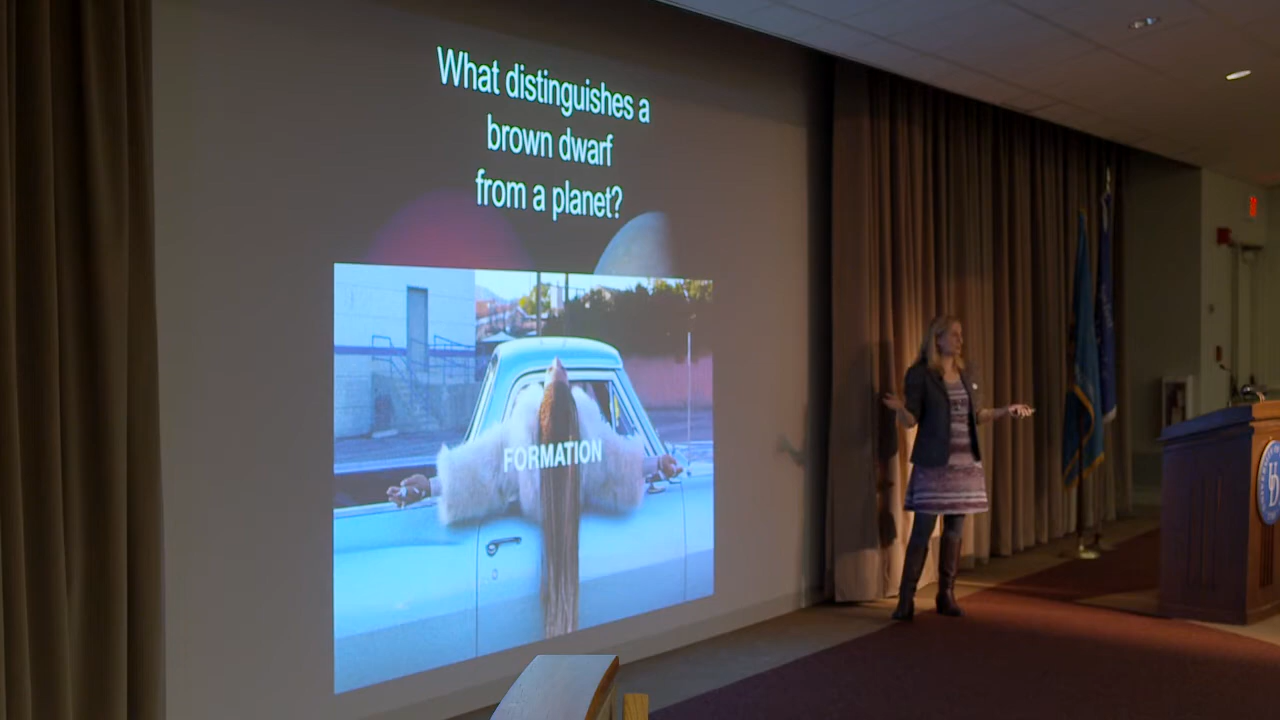 What distinguishes a
brown dwarf
from a planet?
FORMATION